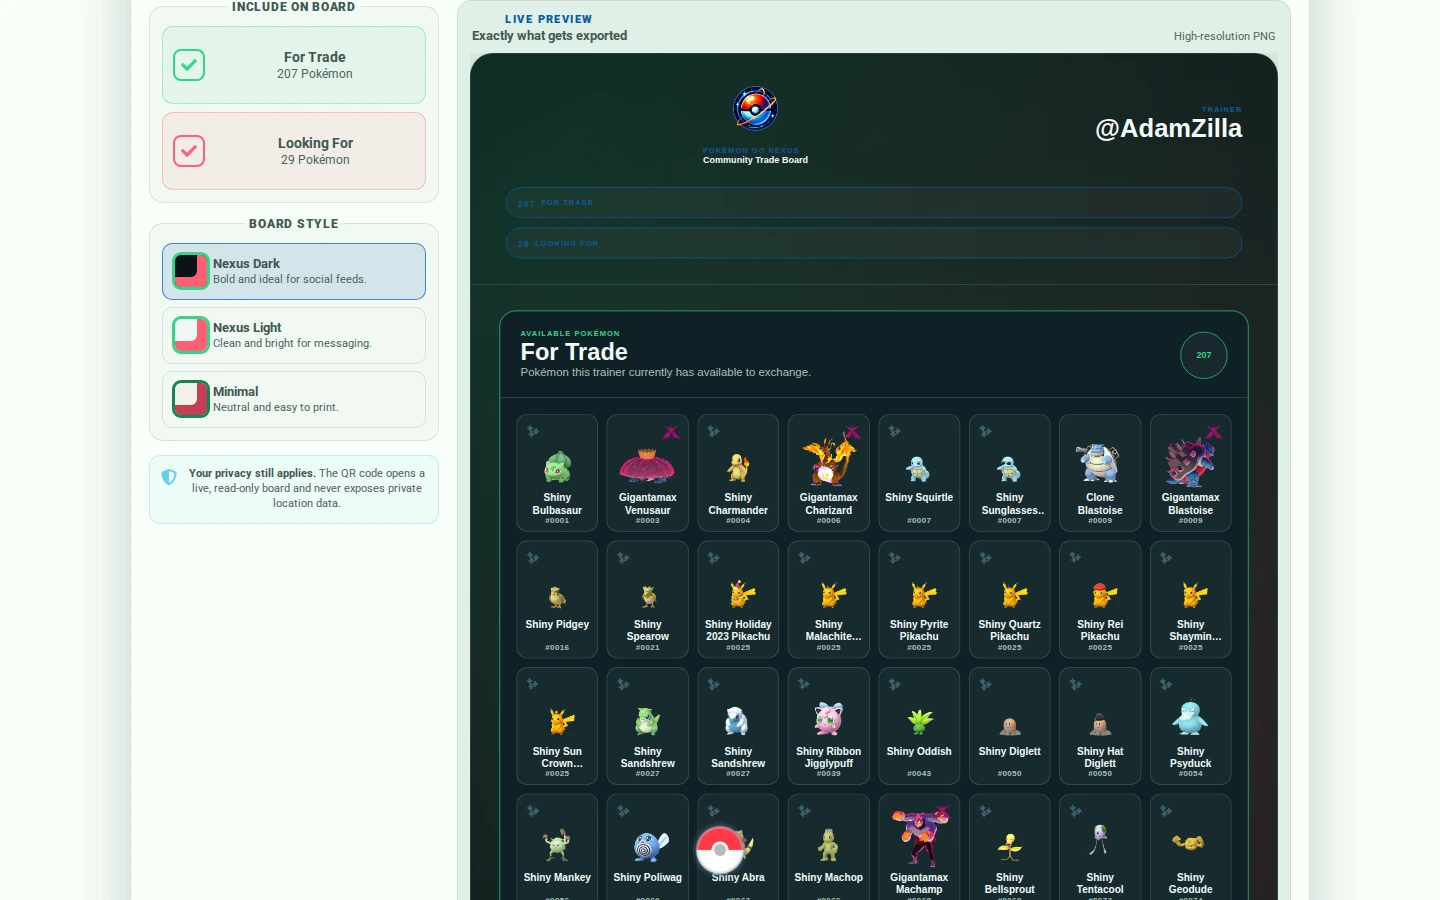 INCLUDE ON BOARD
For Trade
207 Pokémon
Looking For
29 Pokémon
BOARD STYLE
Nexus Dark
Bold and ideal for social feeds.
Nexus Light
Clean and bright for messaging.
Minimal
Neutral and easy to print.
Your privacy still applies. The QR code opens a
live, read-only board and never exposes private
location data.
LIVE PREVIEW
Exactly what gets exported
High-resolution PNG
POKÉMON GO NEXUS
Community Trade Board
TRAINER
@AdamZilla
207 FOR TRADE
29 LOOKING FOR
AVAILABLE POKÉMON
For Trade
Pokémon this trainer currently has available to exchange.
207
Shiny
Bulbasaur
#0001
Gigantamax
Venusaur
#0003
Shiny
Charmander
#0004
Gigantamax
Charizard
#0006
Shiny Squirtle
#0007
Shiny
Sunglasses..
#0007
Clone
Blastoise
#0009
Gigantamax
Blastoise
#0009
Shiny Pidgey
#0016
Shiny
Spearow
#0021
Shiny Holiday
2023 Pikachu
#0025
Shiny
Malachite...
#0025
Shiny Pyrite
Pikachu
#0025
Shiny Quartz
Pikachu
#0025
Shiny Rei
Pikachu
#0025
Shiny
Shaymin...
#0025
Shiny Sun
Crown...
#0025
Shiny
Sandshrew
#0027
Shiny
Sandshrew
#0027
Shiny Ribbon
Jigglypuff
#0039
Shiny Oddish
#0043
Shiny Diglett
#0050
Shiny Hat
Diglett
#0050
Shiny
Psyduck
#0054
Shiny Mankey
Shiny Poliwag
Shiny Abra
Shiny Machop
Gigantamax
Machamp
Shiny
Bellsprout
Shiny
Tentacool
Shiny
Geodude